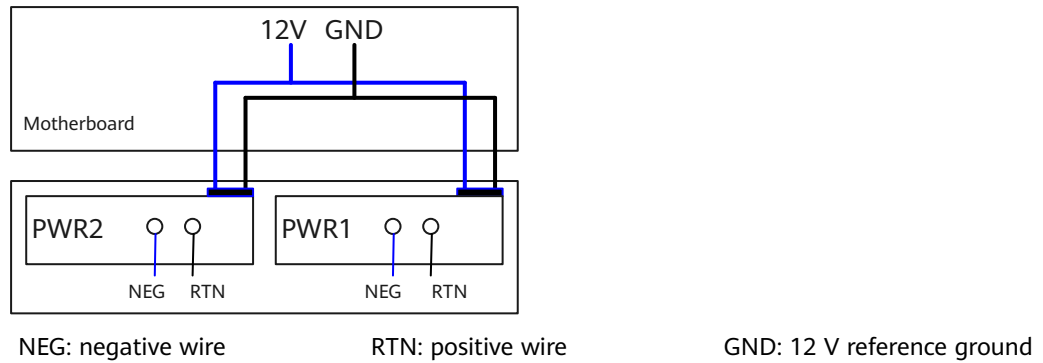 12V GND
Motherboard
PWR2 PWR1
NEG RTN NEG RTN
NEG: negative wire RTN: positive wire GND: 12 V reference ground